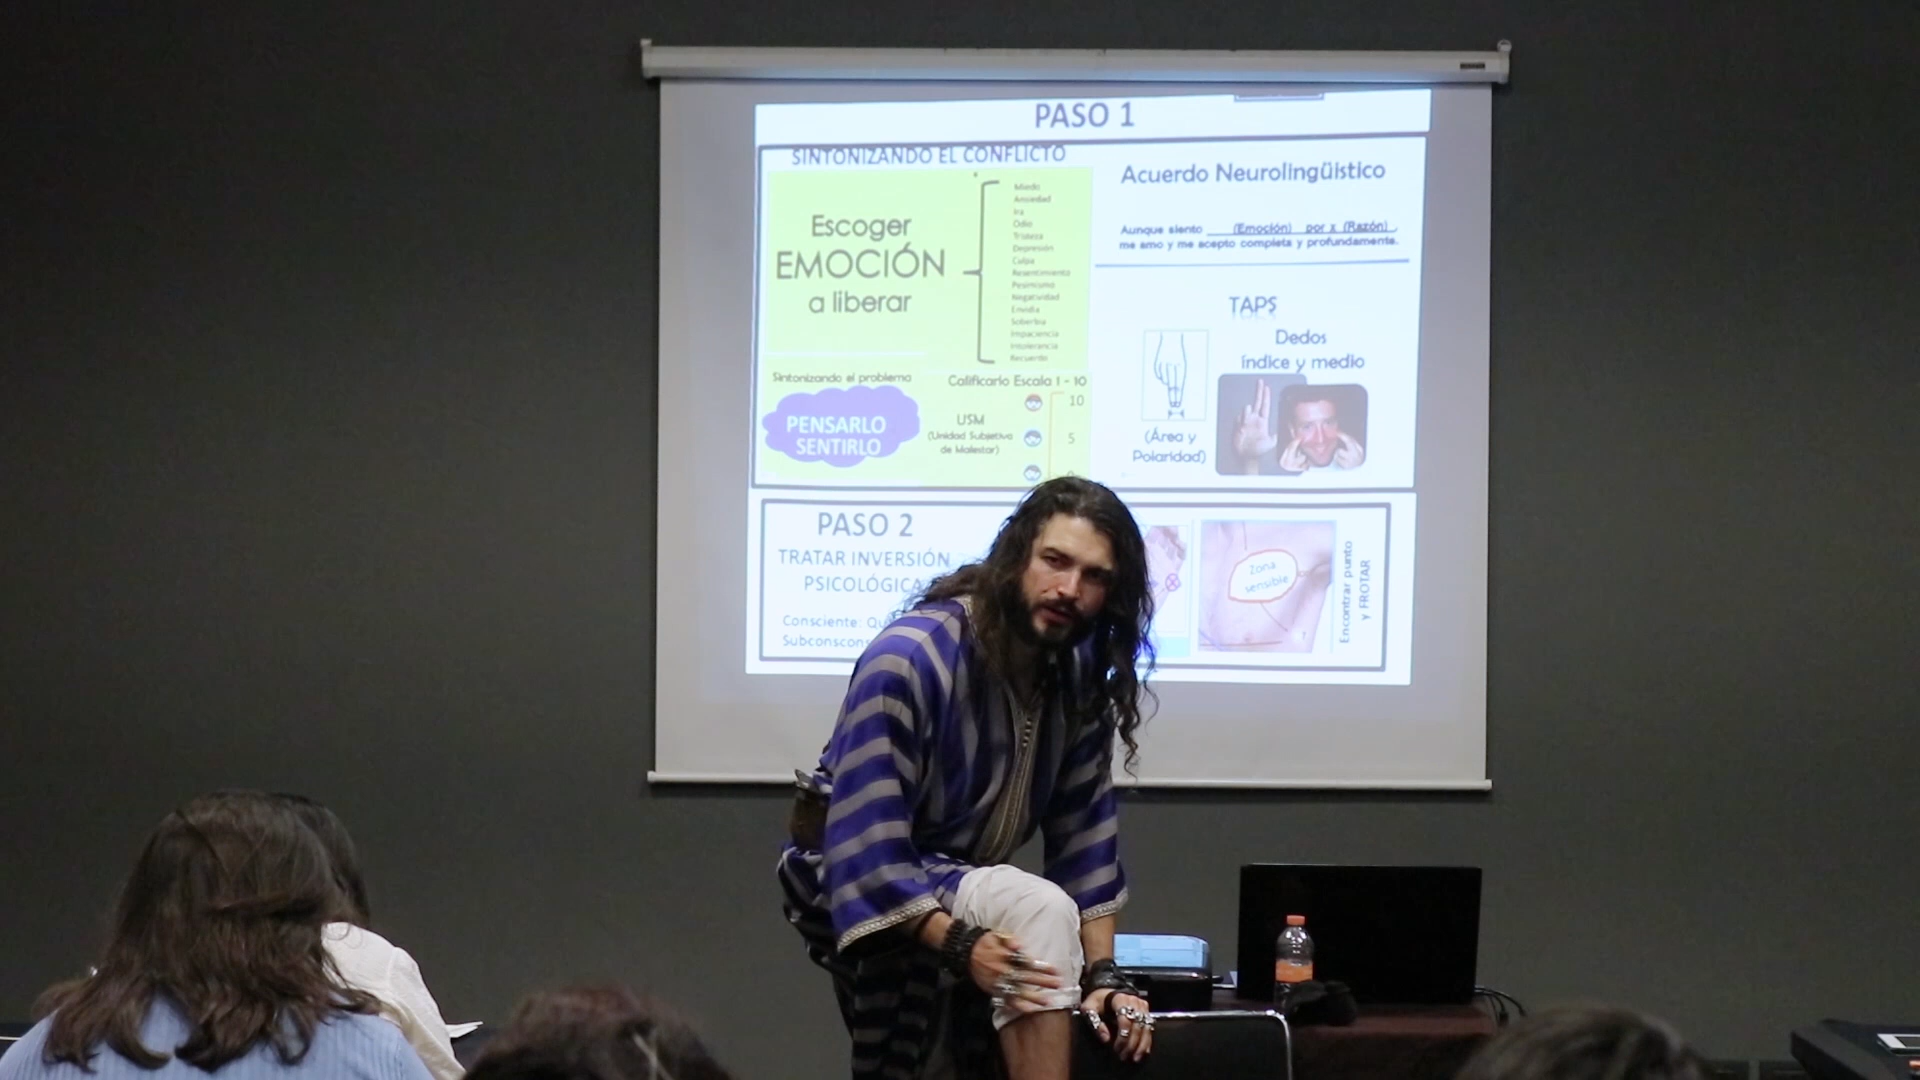 PASO 1
SINTONIZANDO EL CONFLICTO
Escoger
EMOCIÓN
a liberar
Miedo
Ansiedad
Ira
Odio
Tristeza
Depresión
Culpa
Resentimiento
Pesimismo
Negatividad
Envidia
Soberbia
Impaciencia
Intolerancia
Recuerdo
Sintonizando el problema
PENSARLO
SENTIRLO
Calificarlo Escala 1 - 10
USM
(Unidad Subjetiva
de Malestar)
10
5
Acuerdo Neurolingüístico
Aunque siento ____(Emoción) por x (Razón),
me amo y me acepto completa y profundamente.
TAPS
Dedos
índice y medio
(Área y
Polaridad)
PASO 2
TRATAR INVERSIÓN
PSICOLÓGICA
Consciente:
Zona
sensible
Encontrar punto
y FROTAR